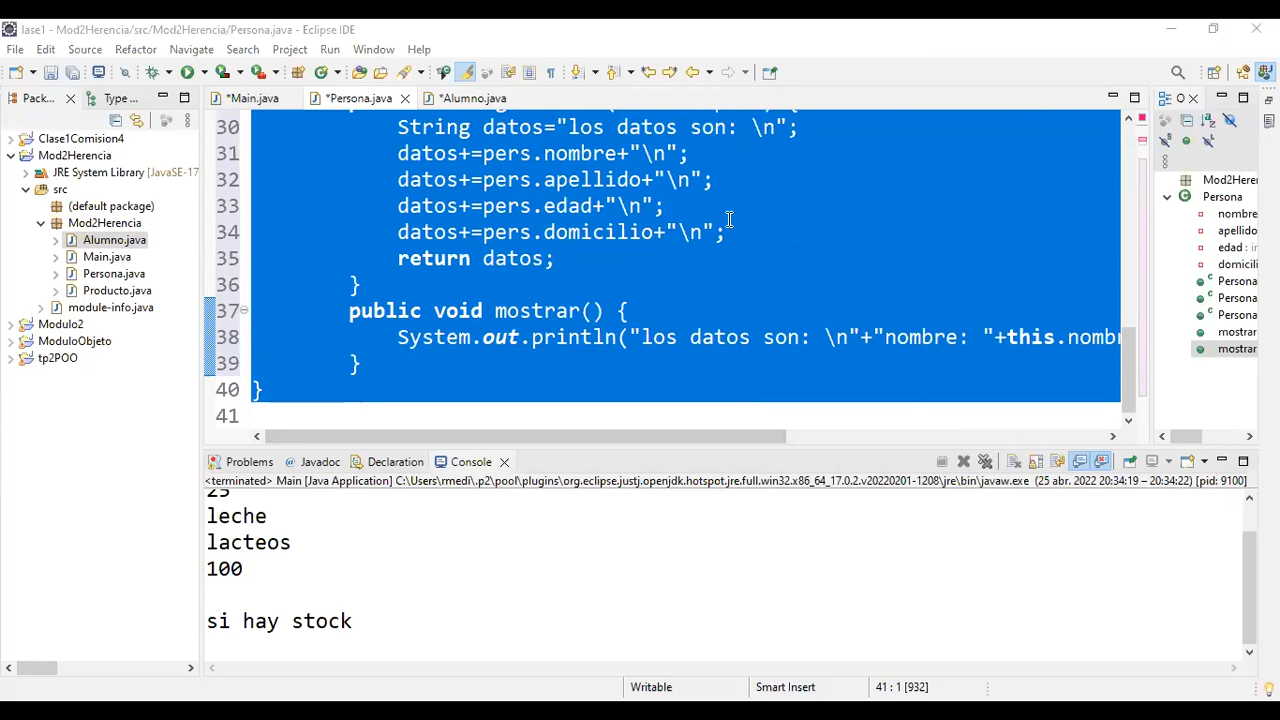 lase1 - Mod2Herencia/src/Mod2Herencia/Persona.java - Eclipse IDE
File Edit Source Refactor Navigate Search Project Run Window Help
Pack... Type ...
*Main.java *Persona.java *Alumno.java
Clase1Comision4
Mod2Herencia
JRE System Library [JavaSE-17
src
(default package)
Mod2Herencia
Alumno.java
Main.java
Persona.java
Producto.java
module-info.java
Modulo2
ModuloObjeto
tp2POO
30 String datos="los datos son: \n";
31 datos+=pers.nombre+"\n";
32 datos+=pers.apellido+"\n";
33 datos+=pers.edad+"\n";
34 datos+=pers.domicilio+"\n";
35 return datos;
36 }
37 public void mostrar() {
38 System.out.println("los datos son: \n"+"nombre: "+this.nombr
39 }
40 }
41
O
Mod2Herer
Persona
nombre
apellido
edad :
domicili
Persona
Persona
Persona
mostra
mostrar
Problems Javadoc Declaration Console
<terminated> Main [Java Application] C:\Users\rmedi\.p2\pool\plugins\org.eclipse.justj.openjdk.hotspot.jre.full.win32.x86_64_17.0.2.v20220201-1208\jre\bin\javaw.exe (25 abr. 2022 20:34:19 – 20:34:22) [pid: 9100]
25
leche
lacteos
100
si hay stock
Writable Smart Insert 41 : 1 [932]